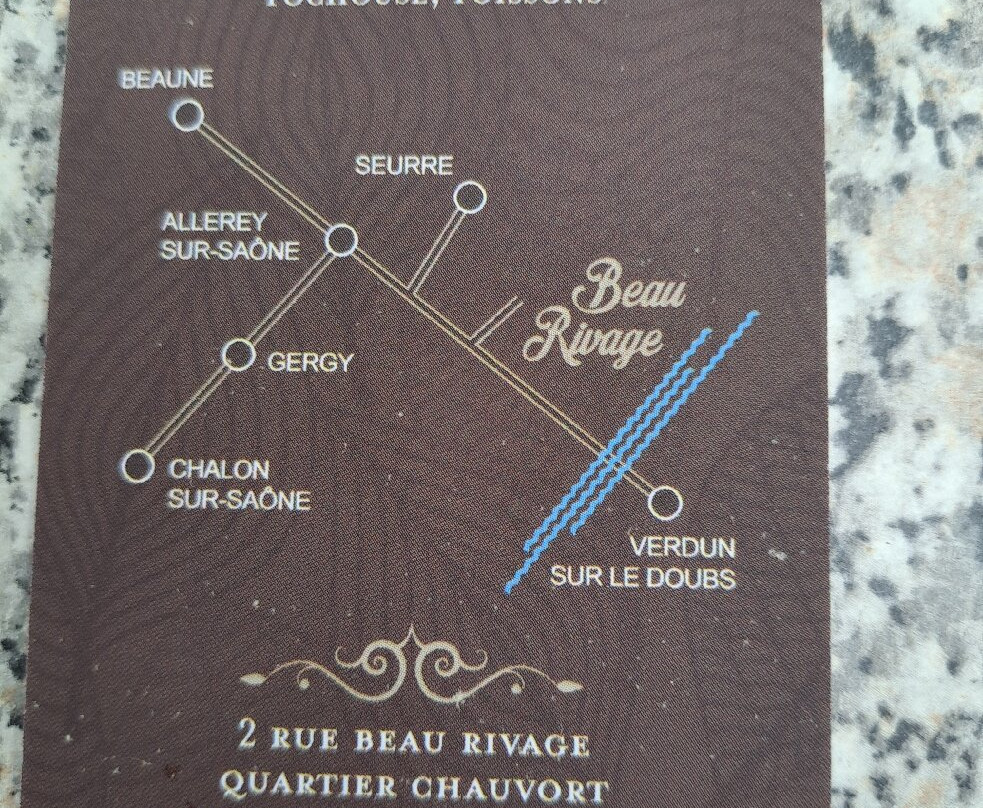 POISSONS.
BEAUNE
SEURRE
ALLEREY
SUR-SAÔNE
Beau
Rivage
GERGY
CHALON
SUR-SAÔNE
VERDUN
SUR LE DOUBS
2 RUE BEAU RIVAGE
QUARTIER CHAUVORT